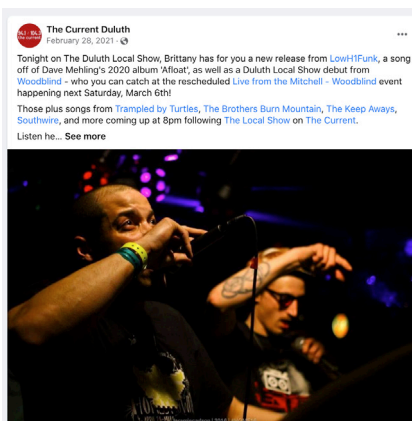 The Current Duluth
February 28, 2021 ·
Tonight on The Duluth Local Show, Brittany has for you a new release from LowH1Funk, a song
off of Dave Mehling's 2020 album 'Afloat', as well as a Duluth Local Show debut from
Woodblind - who you can catch at the rescheduled Live from the Mitchell - Woodblind event
happening next Saturday, March 6th!
Those plus songs from Trampled by Turtles, The Brothers Burn Mountain, The Keep Aways,
Southwire, and more coming up at 8pm following The Local Show on The Current.
Listen he... See more